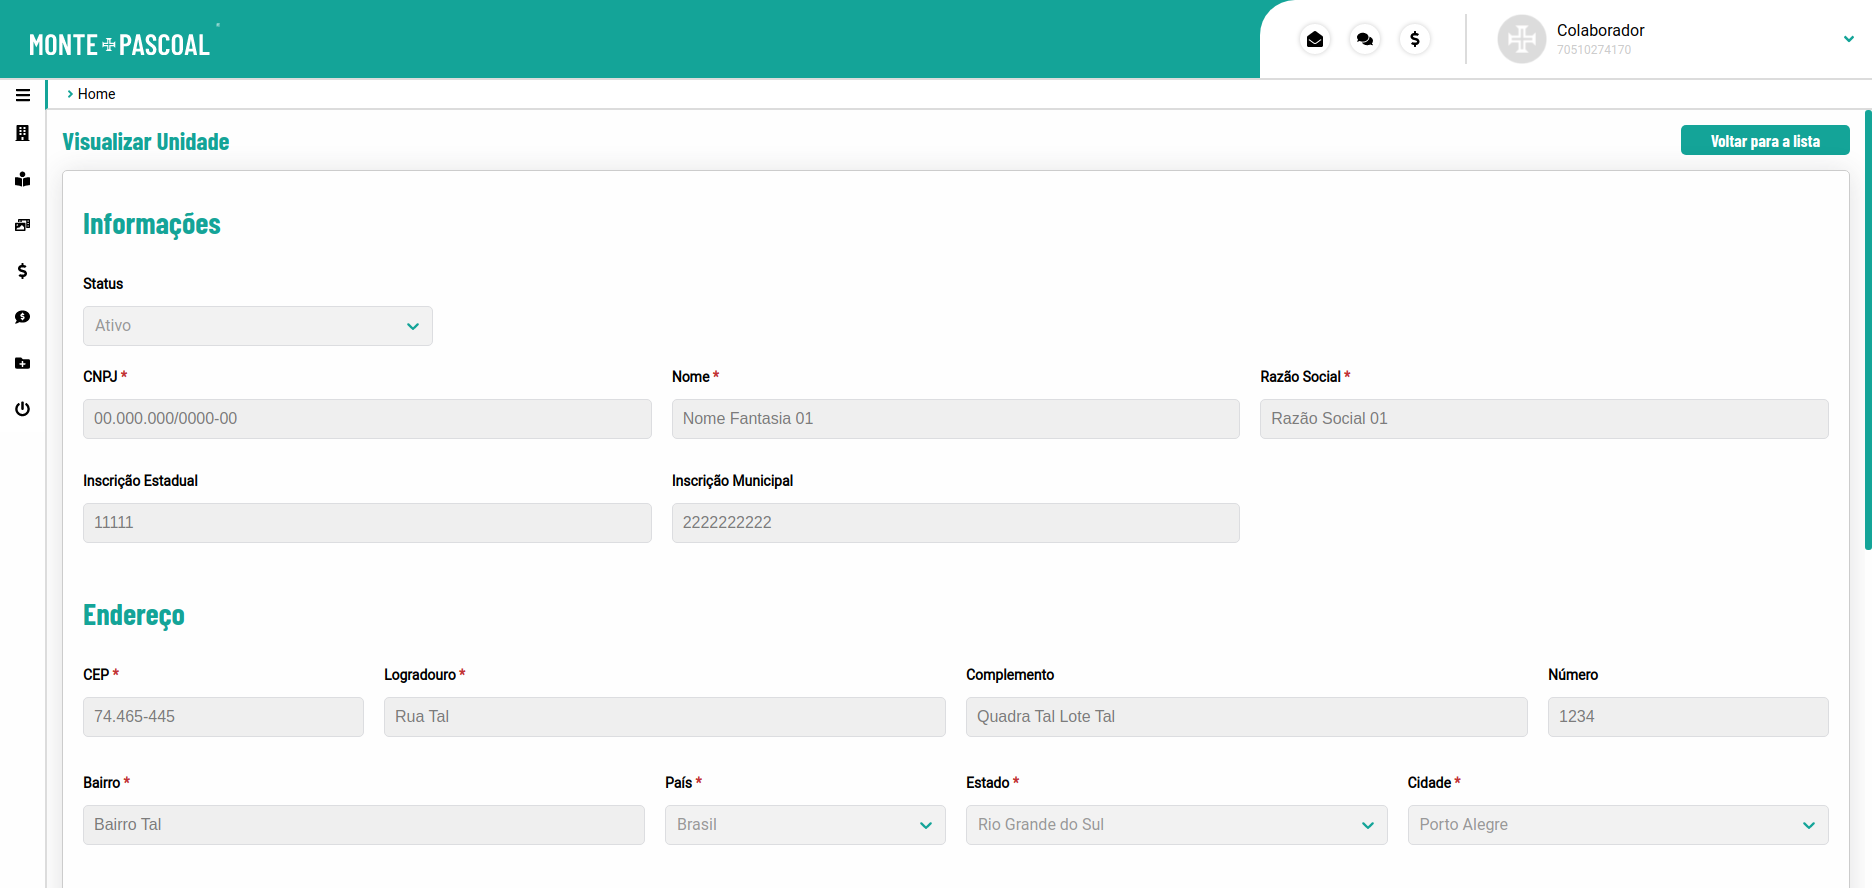 MONTE PASCOAL
Colaborador
70510274170
Home
Visualizar Unidade
Voltar para a lista
Informações
Status
Ativo
CNPJ *
Nome *
Razão Social *
00.000.000/0000-00
Nome Fantasia 01
Razão Social 01
Inscrição Estadual
Inscrição Municipal
11111
2222222222
Endereço
CEP *
Logradouro *
Complemento
Número
74.465-445
Rua Tal
Quadra Tal Lote Tal
1234
Bairro *
País *
Estado *
Cidade *
Bairro Tal
Brasil
Rio Grande do Sul
Porto Alegre